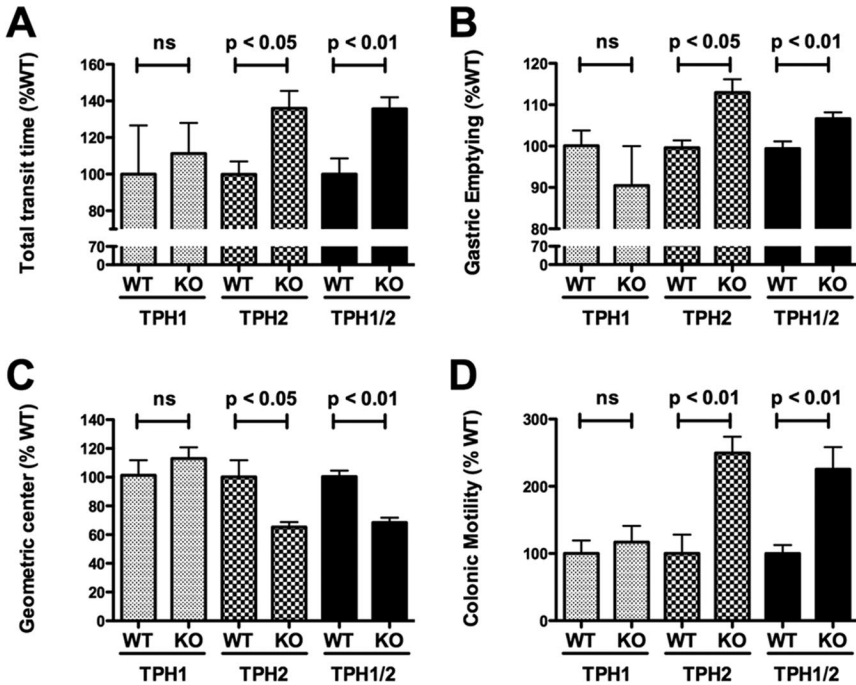 A
Total transit time (%WT)
ns
p < 0.05
p < 0.01
160
140
120
100
80
70
0
WT KO WT KO WT KO
TPH1 TPH2 TPH1/2
B
Gastric Emptying (%WT)
ns
p < 0.05
p < 0.01
120
110
100
90
80
70
0
WT KO WT KO WT KO
TPH1 TPH2 TPH1/2
C
Geometric center (% WT)
ns
p < 0.05
p < 0.01
140
120
100
80
60
40
20
0
WT KO WT KO WT KO
TPH1 TPH2 TPH1/2
D
Colonic Motility (% WT)
ns
p < 0.01
p < 0.01
300
200
100
0
WT KO WT KO WT KO
TPH1 TPH2 TPH1/2